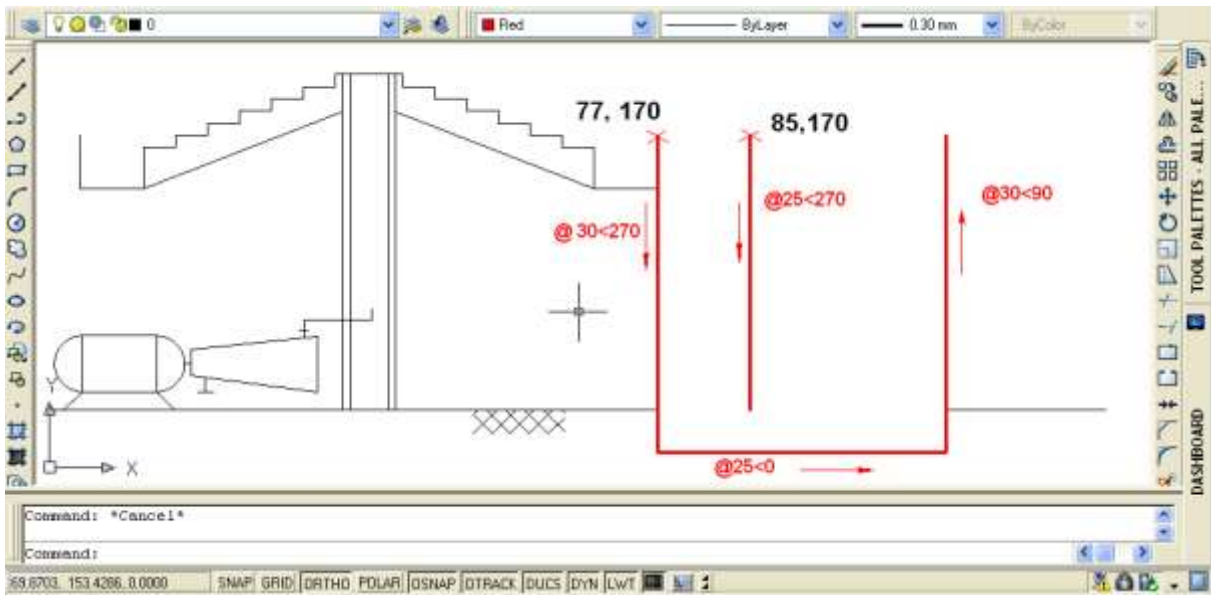 0
Red
ByLayer
0.30 mm
ByColor
77, 170
85,170
@25<270
@30<90
@ 30<270
@25<0
Y
X
TOOL PALETTES - ALL PALE...
DASHBOARD
Command: *Cancel*
Command:
69.8703, 153.4286, 0.0000
SNAP GRID ORTHO POLAR OSNAP OTRACK DUCS DYN LWT